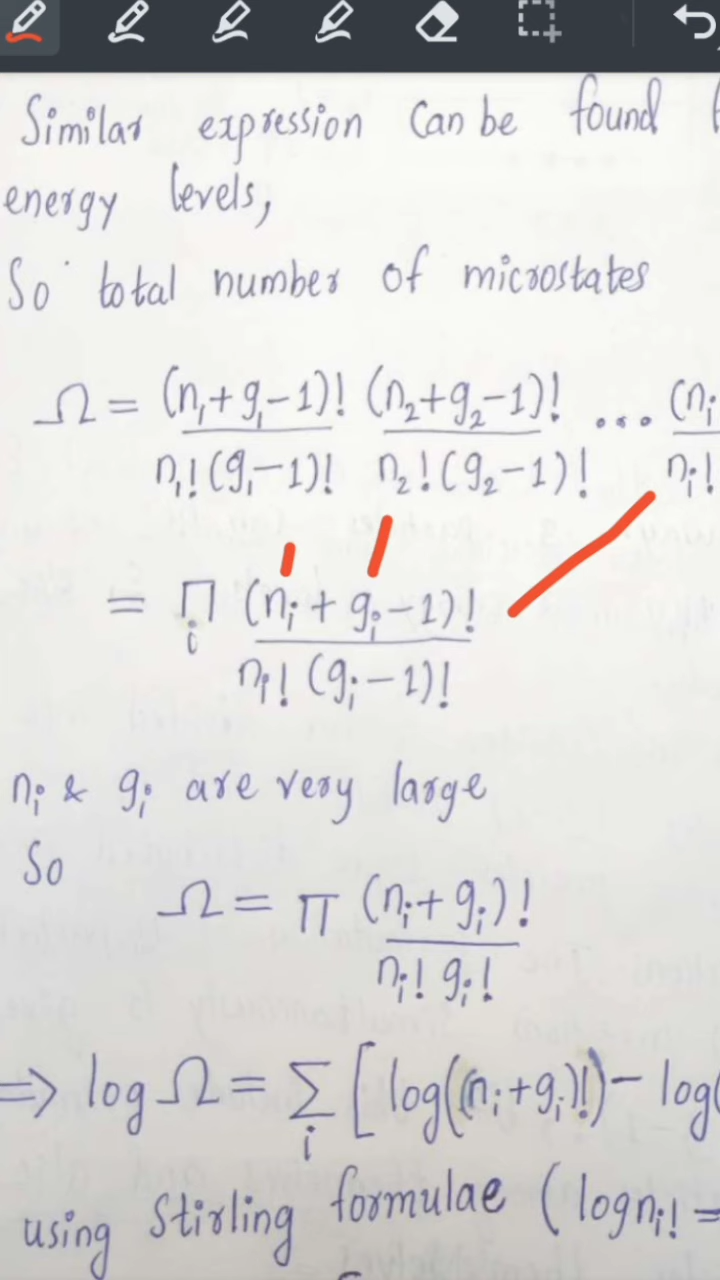 Similar expression can be found
energy levels,
So total number of microstates
Ω = (n₁+g₁-1)! (n₂+g₂-1)! ... (nᵢ
n₁!(g₁-1)! n₂!(g₂-1)! nᵢ!
= Π (nᵢ + gᵢ -1)!
i
nᵢ! (gᵢ-1)!
nᵢ & gᵢ are very large
So
Ω = π (nᵢ + gᵢ)!
nᵢ! gᵢ!
=> log Ω = Σ [log((nᵢ+gᵢ)!) - log(
i
using Stirling formulae (log nᵢ! =